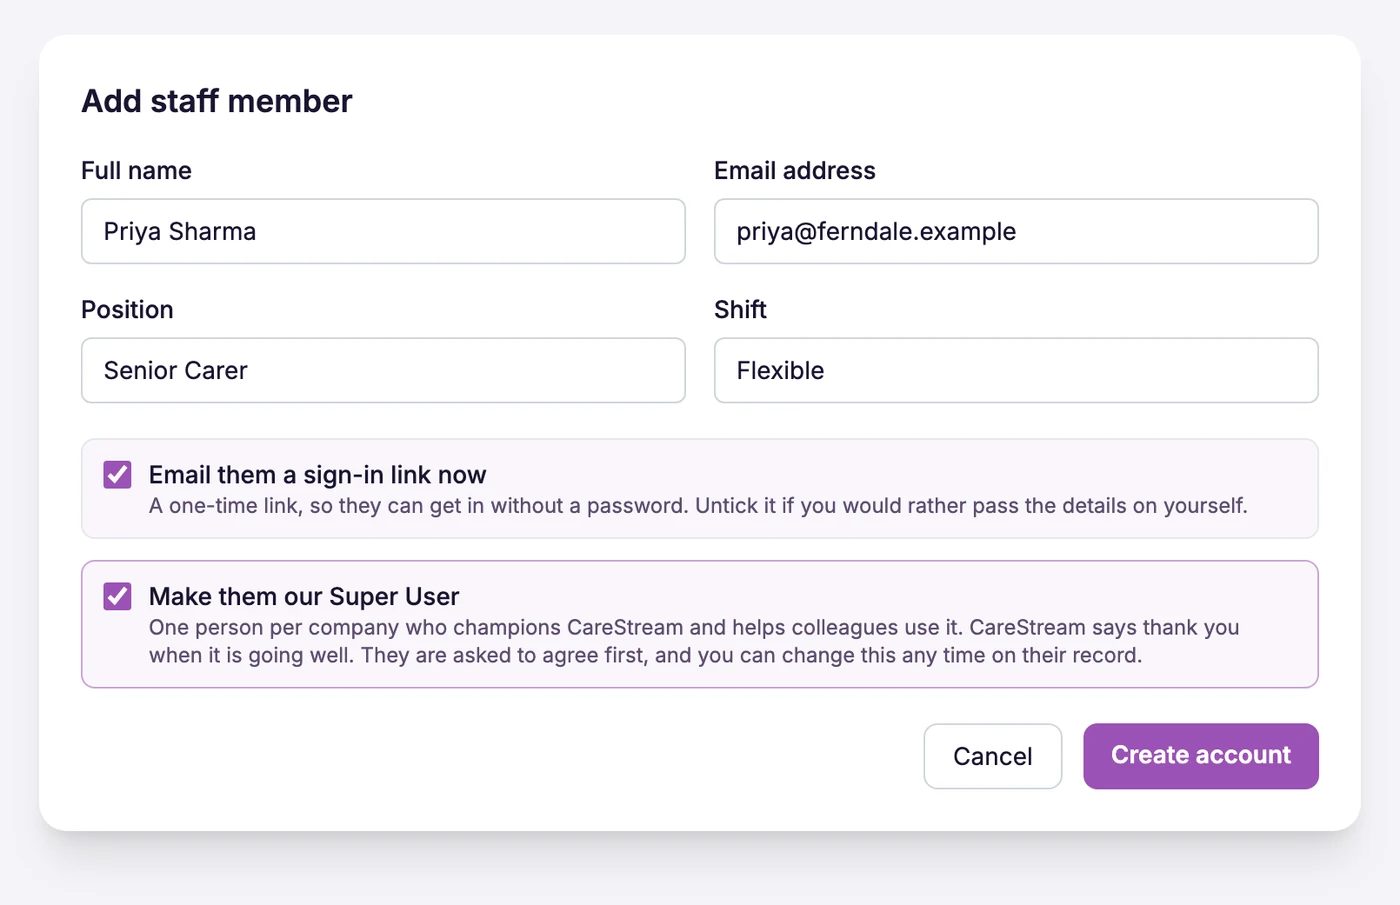 Add staff member
Full name
Email address
Priya Sharma
priya@ferndale.example
Position
Shift
Senior Carer
Flexible
Email them a sign-in link now
A one-time link, so they can get in without a password. Untick it if you would rather pass the details on yourself.
Make them our Super User
One person per company who champions CareStream and helps colleagues use it. CareStream says thank you
when it is going well. They are asked to agree first, and you can change this any time on their record.
Cancel
Create account